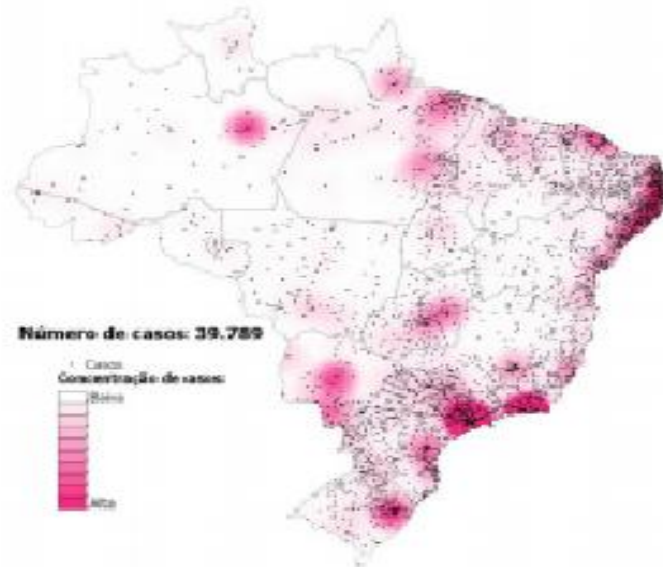 Número de casos: 39.789
Casos
Concentração de casos:
Baixa
Alta